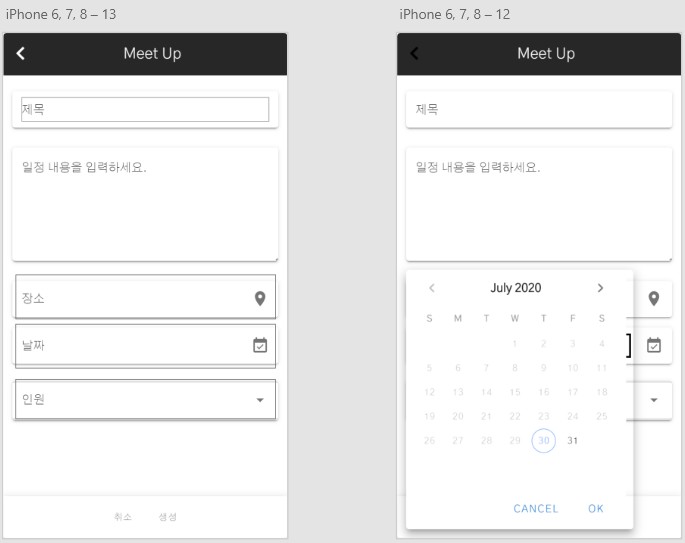 iPhone 6, 7, 8 – 13
Meet Up
제목
일정 내용을 입력하세요.
장소
날짜
인원
취소 생성
iPhone 6, 7, 8 – 12
Meet Up
제목
일정 내용을 입력하세요.
July 2020
S M T W T F S
1 2 3 4
5 6 7 8 9 10 11
12 13 14 15 16 17 18
19 20 21 22 23 24 25
26 27 28 29 30 31
CANCEL OK